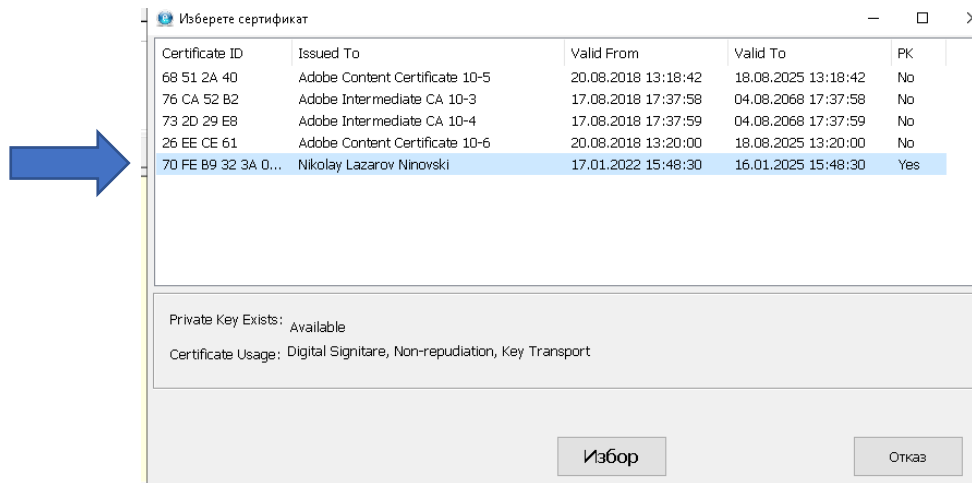 Изберете сертификат
Certificate ID Issued To Valid From Valid To PK
68 51 2A 40 Adobe Content Certificate 10-5 20.08.2018 13:18:42 18.08.2025 13:18:42 No
76 CA 52 B2 Adobe Intermediate CA 10-3 17.08.2018 17:37:58 04.08.2068 17:37:58 No
73 2D 29 E8 Adobe Intermediate CA 10-4 17.08.2018 17:37:59 04.08.2068 17:37:59 No
26 EE CE 61 Adobe Content Certificate 10-6 20.08.2018 13:20:00 18.08.2025 13:20:00 No
70 FE B9 32 3A 0... Nikolay Lazarov Ninovski 17.01.2022 15:48:30 16.01.2025 15:48:30 Yes
Private Key Exists: Available
Certificate Usage: Digital Signitare, Non-repudiation, Key Transport
Избор Отказ